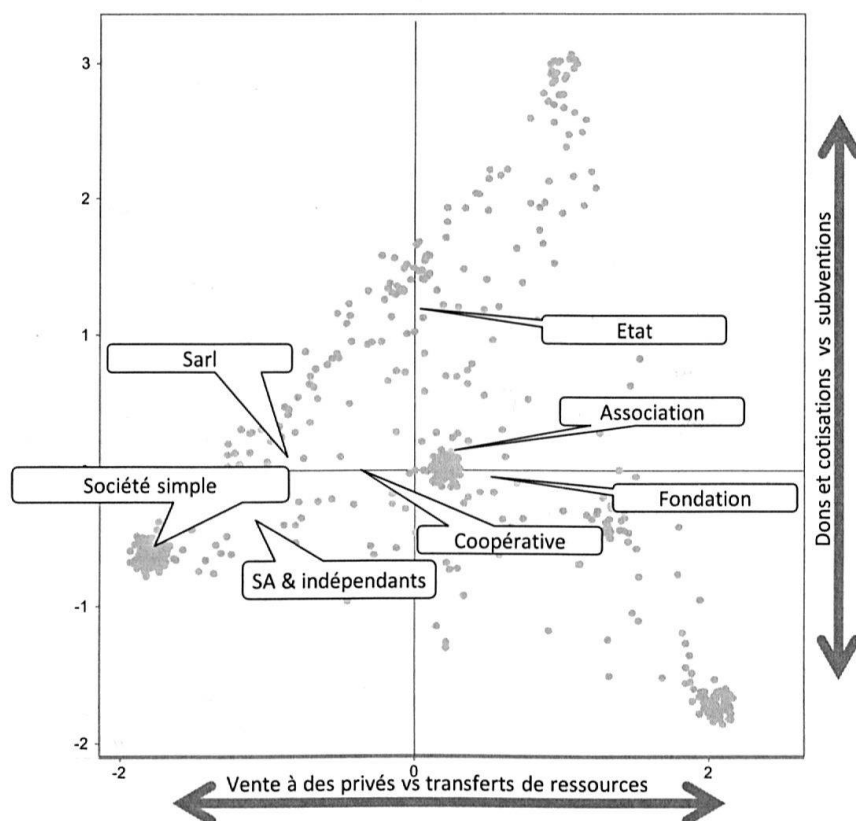 3
2
Etat
1
Sarl
Association
Société simple
Fondation
Coopérative
SA & indépendants
-1
-2
-2
0
2
Vente à des privés vs transferts de ressources
Dons et cotisations vs subventions